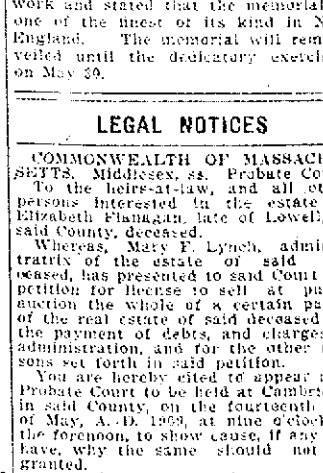 work and stated that the memorial
one of the finest of its kind in N
England. The memorial will rem
veiled until the dedicatory exerci
on May 30.
LEGAL NOTICES
COMMONWEALTH OF MASSACH
SETTS. Middlesex, ss. Probate Co
To the heirs-at-law, and all ot
persons interested in the estate
Elizabeth Flanagan, late of Lowell,
said County, deceased.
Whereas, Mary F. Lynch, admi
tratrix of the estate of said
ceased, has presented to said Court
petition for license to sell at pu
auction the whole of a certain pa
of the real estate of said deceased
the payment of debts, and charges
administration, and for the other
sons set forth in said petition.
You are hereby cited to appear
Probate Court to be held at Cambri
in said County, on the fourteenth
of May, A. D. 1909, at nine o'clock
the forenoon, to show cause, if any
have, why the same should not
granted.